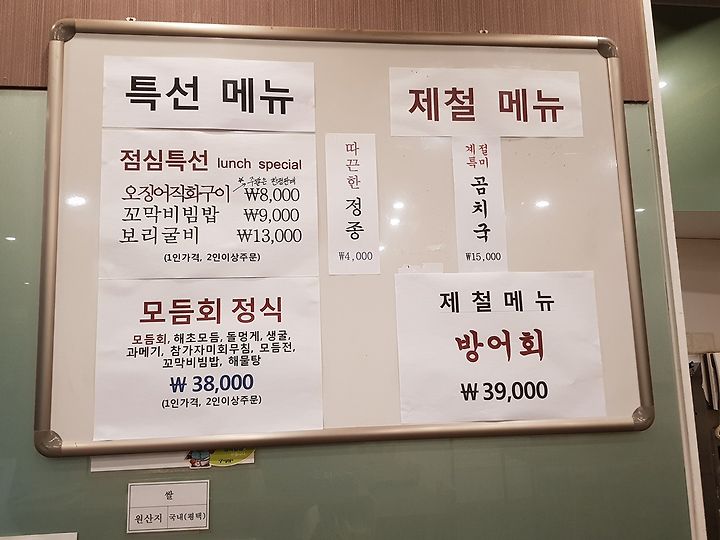 특선 메뉴
점심특선 lunch special
오징어직화구이 ₩8,000
꼬막비빔밥 ₩9,000
보리굴비 ₩13,000
(1인가격, 2인이상주문)
모듬회 정식
모듬회, 해초모듬, 돌멍게, 생굴,
과메기, 참가자미회무침, 모듬전,
꼬막비빔밥, 해물탕
₩ 38,000
(1인가격, 2인이상주문)
따끈한 정종
₩4,000
제철 메뉴
계절
특미
곰치국
₩15,000
제 철 메 뉴
방어회
₩ 39,000
쌀
원산지 국내(평택)